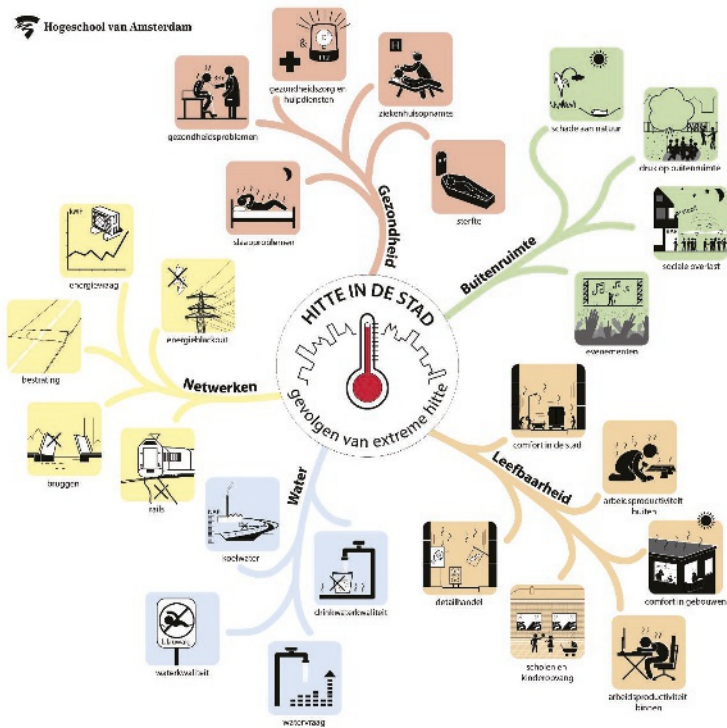 Hogeschool van Amsterdam
HITTE IN DE STAD
gevolgen van extreme hitte
Gezondheid
gezondheidsproblemen
gezondheidszorg en
hulpdiensten
&
112
H
ziekenhuisopnames
slaapproblemen
sterfte
Buitenruimte
schade aan natuur
druk op buitenruimte
sociale overlast
evenementen
Leefbaarheid
comfort in de stad
arbeidsproductiviteit
buiten
comfort in gebouwen
arbeidsproductiviteit
binnen
scholen en
kinderopvang
detailhandel
Water
koelwater
drinkwaterkwaliteit
waterkwaliteit
watervraag
Netwerken
energievraag
energieblackout
bestrating
bruggen
rails